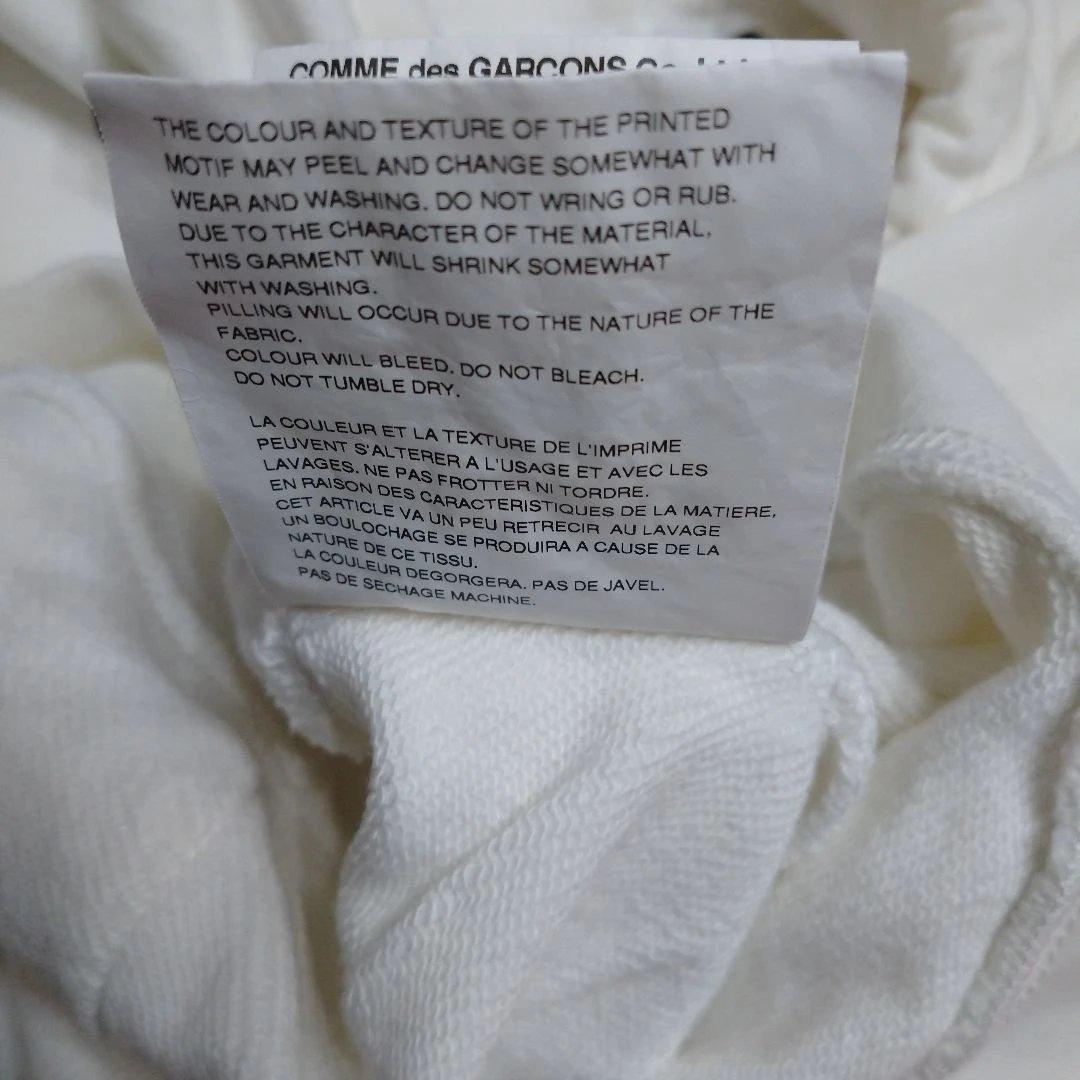 COMME des GARCONS
THE COLOUR AND TEXTURE OF THE PRINTED
MOTIF MAY PEEL AND CHANGE SOMEWHAT WITH
WEAR AND WASHING. DO NOT WRING OR RUB.
DUE TO THE CHARACTER OF THE MATERIAL,
THIS GARMENT WILL SHRINK SOMEWHAT
WITH WASHING.
PILLING WILL OCCUR DUE TO THE NATURE OF THE
FABRIC.
COLOUR WILL BLEED. DO NOT BLEACH.
DO NOT TUMBLE DRY.
LA COULEUR ET LA TEXTURE DE L'IMPRIME
PEUVENT S'ALTERER A L'USAGE ET AVEC LES
LAVAGES. NE PAS FROTTER NI TORDRE.
EN RAISON DES CARACTERISTIQUES DE LA MATIERE,
CET ARTICLE VA UN PEU RETRECIR AU LAVAGE
UN BOULOCHAGE SE PRODUIRA A CAUSE DE LA
NATURE DE CE TISSU.
LA COULEUR DEGORGERA. PAS DE JAVEL.
PAS DE SECHAGE MACHINE.